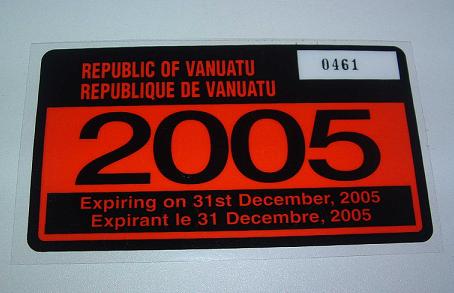 0461
REPUBLIC OF VANUATU
REPUBLIQUE DE VANUATU
2005
Expiring on 31st December, 2005
Expirant le 31 Decembre, 2005